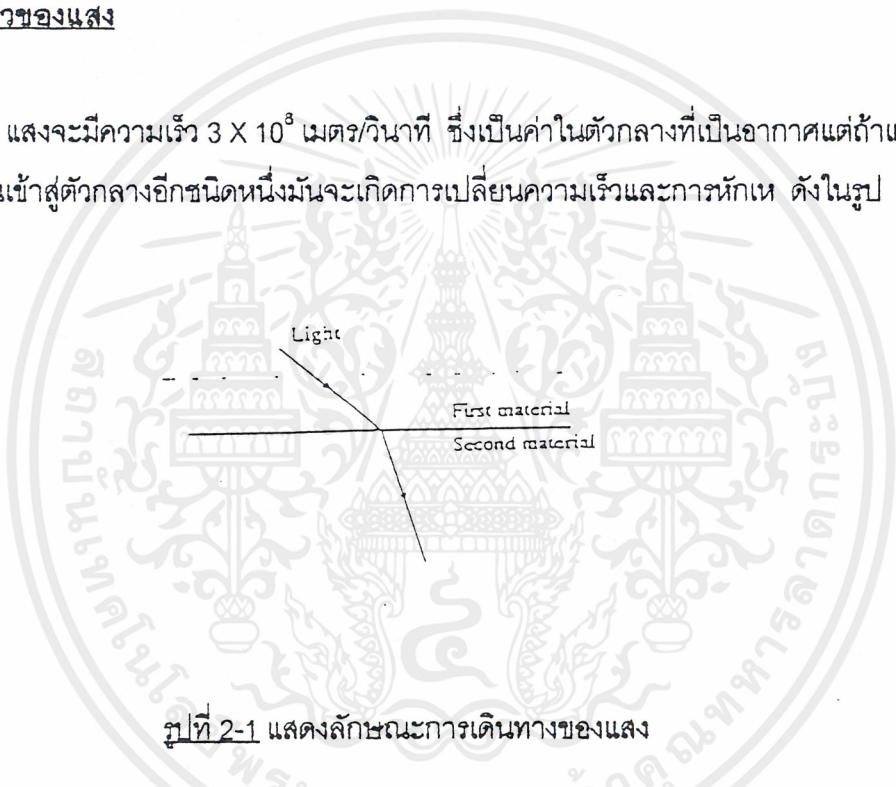 วของแสง
แสงจะมีความเร็ว 3 X 10⁸ เมตร/วินาที ซึ่งเป็นค่าในตัวกลางที่เป็นอากาศแต่ถ้าแ
นเข้าสู่ตัวกลางอีกชนิดหนึ่งมันจะเกิดการเปลี่ยนความเร็วและการหักเห ดังในรูป
Light
First material
Second material
รูปที่ 2-1 แสดงลักษณะการเดินทางของแสง